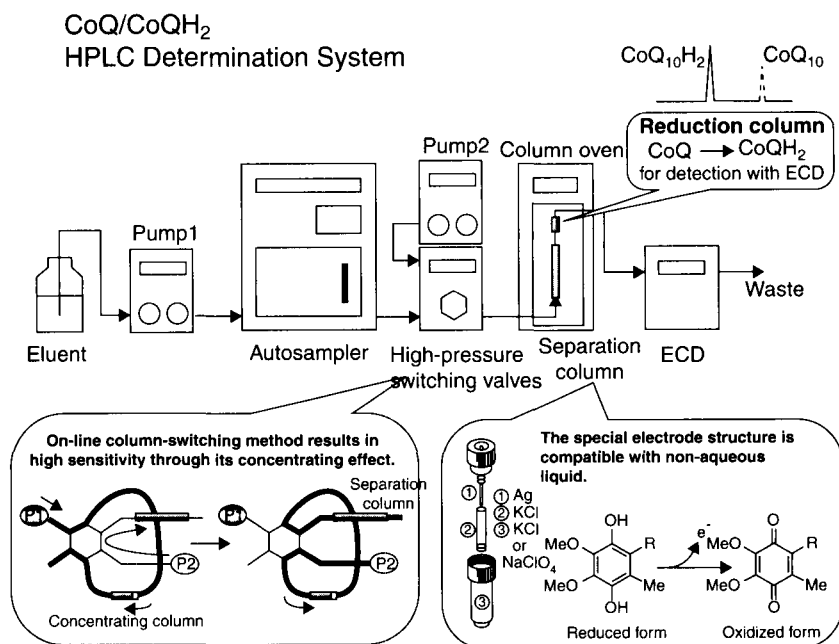 CoQ/CoQH₂
HPLC Determination System
CoQ₁₀H₂
CoQ₁₀
Reduction column
CoQ → CoQH₂
for detection with ECD
Pump2
Column oven
Pump1
Eluent
Autosampler
High-pressure
switching valves
Separation
column
ECD
Waste
On-line column-switching method results in
high sensitivity through its concentrating effect.
P1
P2
Concentrating column
P1
Separation
column
P2
The special electrode structure is
compatible with non-aqueous
liquid.
①
②
③
① Ag
② KCl
③ KCl
or
NaClO₄
OH
MeO
R
MeO
Me
OH
Reduced form
e⁻
O
MeO
R
MeO
Me
O
Oxidized form